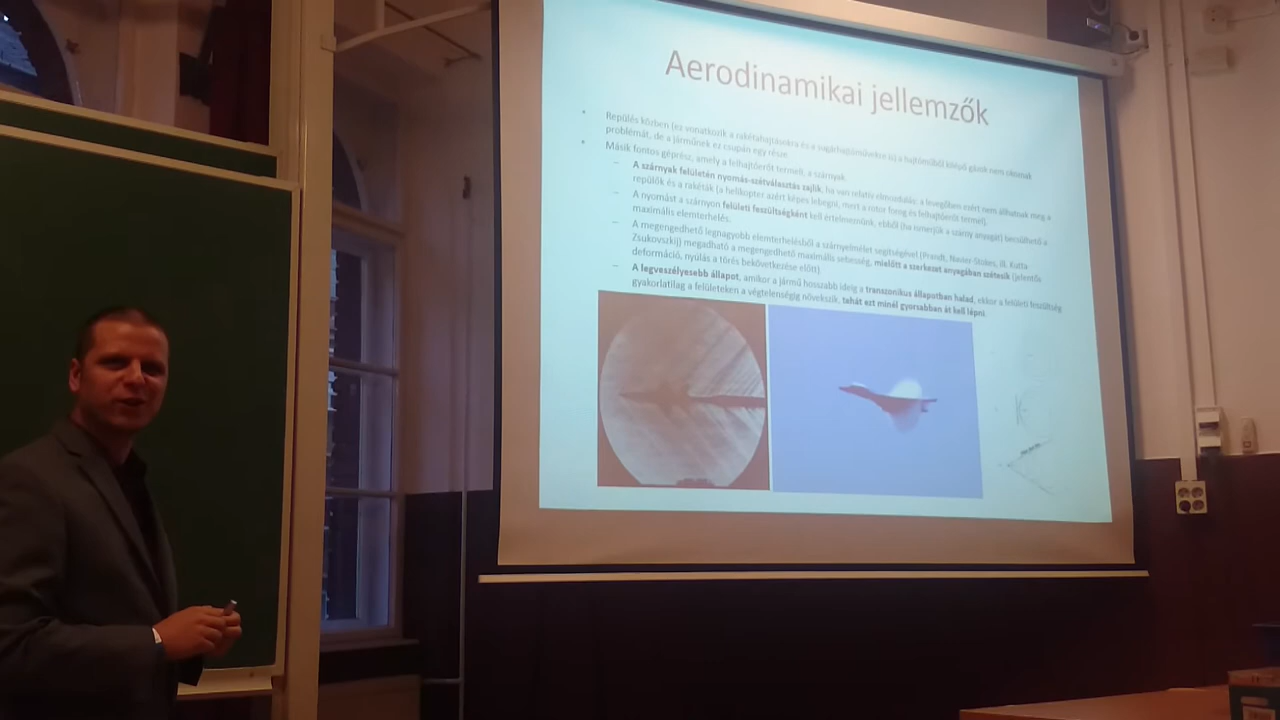 Aerodinamikai jellemzők
Repülés közben (ez vonatkozik a rakétahajtásokra és a sugárhajtóművekre is) a hajtóműből kilépő gázok nem okoznak
problémát, de a járműnek ez csupán egy része.
Másik fontos géprész, amely a felhajtóerőt termeli, a szárnyak.
A szárnyak felületén nyomás-szétválasztás zajlik, ha van relatív elmozdulás; a levegőben ezért nem állhatnak meg a
repülők és a rakéták (a helikopter azért képes lebegni, mert a rotor forog és felhajtóerőt termel).
A nyomást a szárnyon felületi feszültségként kell értelmeznünk, ebből (ha ismerjük a szárny anyagát) becsülhető a
maximális elemterhelés.
A megengedhető legnagyobb elemterhelésből a szárnyelmélet segítségével (Prandt, Navier-Stokes, ill. Kutta-
Zsukovszkij) megadható a megengedhető maximális sebesség, mielőtt a szerkezet anyagában szétesik (jelentős
deformáció, nyúlás a törés bekövetkezése előtt).
A legveszélyesebb állapot, amikor a jármű hosszabb ideig a transzonikus állapotban halad, ekkor a felületi feszültség
gyakorlatilag a felületeken a végtelenségig növekszik, tehát ezt minél gyorsabban át kell lépni.